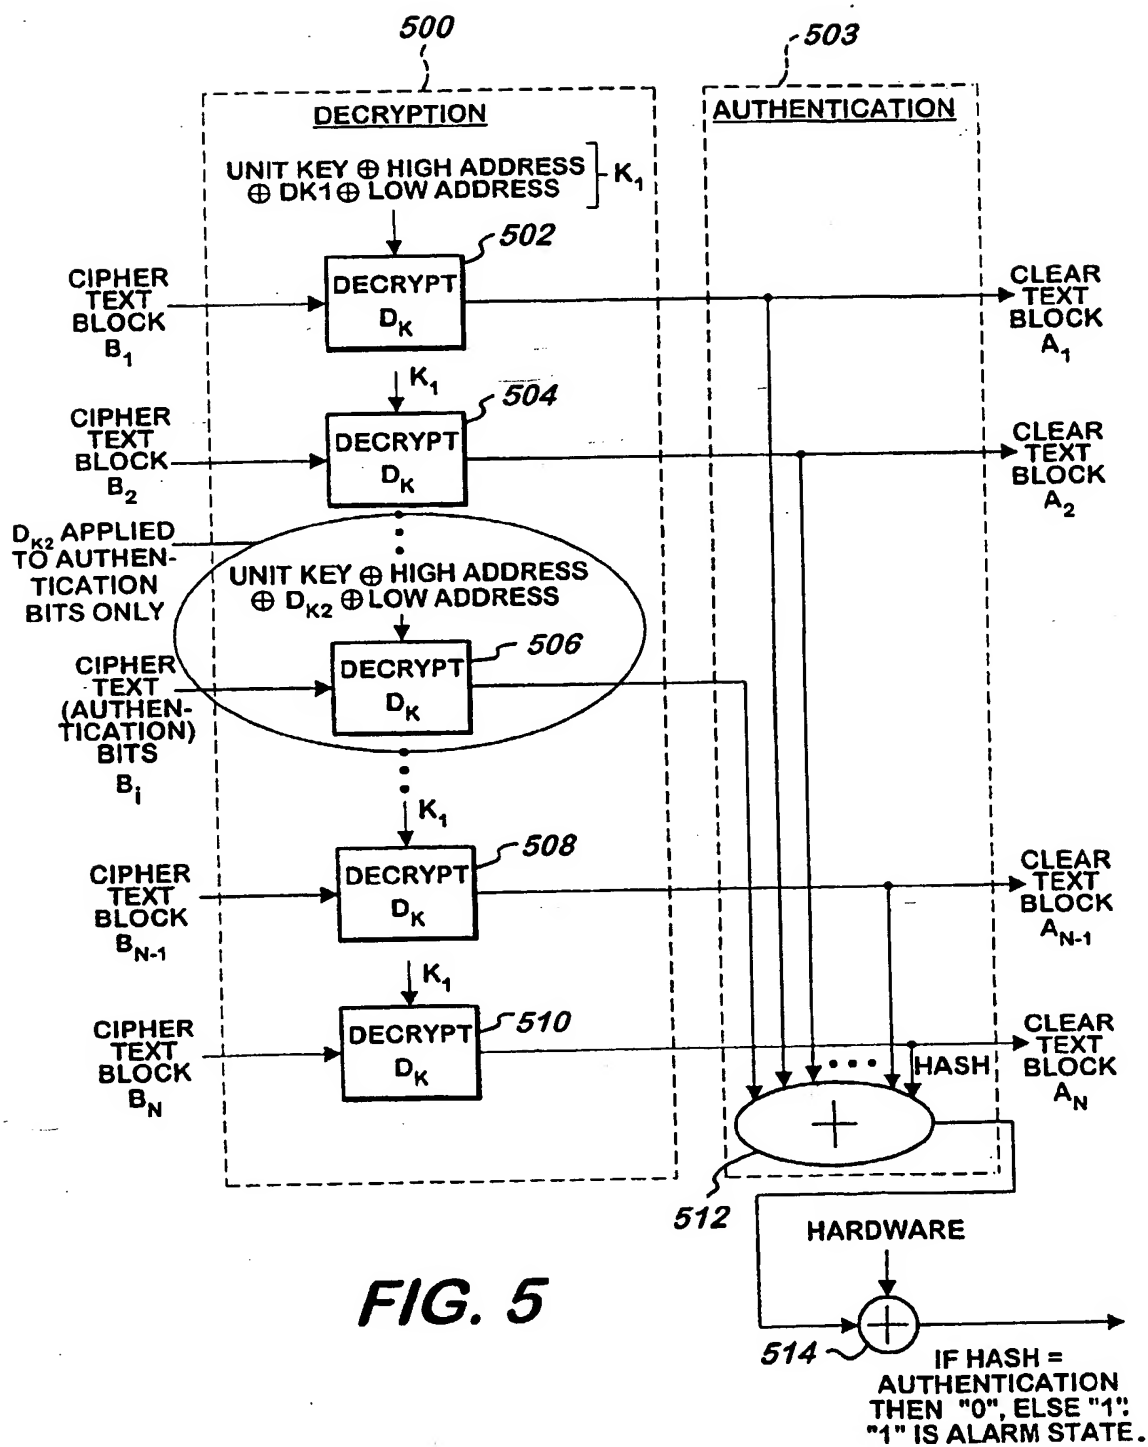 500
503
DECRYPTION
AUTHENTICATION
UNIT KEY ⊕ HIGH ADDRESS
⊕ DK1 ⊕ LOW ADDRESS
K1
502
CIPHER
TEXT
BLOCK
B1
DECRYPT
DK
CLEAR
TEXT
BLOCK
A1
K1
504
CIPHER
TEXT
BLOCK
B2
DECRYPT
DK
CLEAR
TEXT
BLOCK
A2
DK2 APPLIED
TO AUTHEN-
TICATION
BITS ONLY
UNIT KEY ⊕ HIGH ADDRESS
⊕ DK2 ⊕ LOW ADDRESS
506
CIPHER
TEXT
(AUTHEN-
TICATION)
BITS
Bi
DECRYPT
DK
K1
508
CIPHER
TEXT
BLOCK
BN-1
DECRYPT
DK
CLEAR
TEXT
BLOCK
AN-1
K1
510
CIPHER
TEXT
BLOCK
BN
DECRYPT
DK
CLEAR
TEXT
BLOCK
AN
HASH
512
HARDWARE
514
IF HASH =
AUTHENTICATION
THEN "0", ELSE "1".
"1" IS ALARM STATE.
FIG. 5